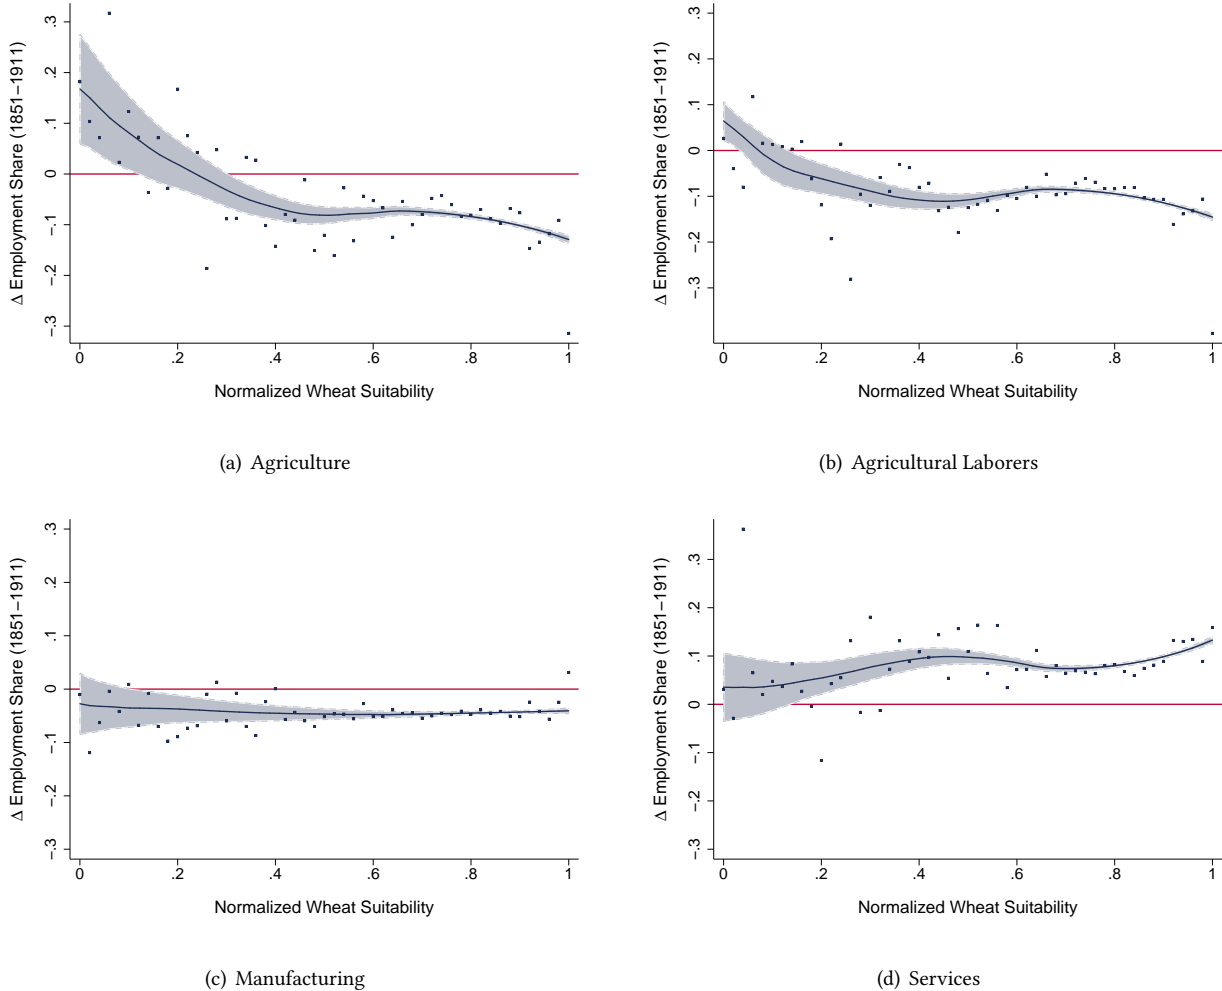 Δ Employment Share (1851−1911)
.3
.2
.1
0
−.1
−.2
−.3
0 .2 .4 .6 .8 1
Normalized Wheat Suitability
(a) Agriculture
Δ Employment Share (1851−1911)
.3
.2
.1
0
−.1
−.2
−.3
0 .2 .4 .6 .8 1
Normalized Wheat Suitability
(b) Agricultural Laborers
Δ Employment Share (1851−1911)
.3
.2
.1
0
−.1
−.2
−.3
0 .2 .4 .6 .8 1
Normalized Wheat Suitability
(c) Manufacturing
Δ Employment Share (1851−1911)
.3
.2
.1
0
−.1
−.2
−.3
0 .2 .4 .6 .8 1
Normalized Wheat Suitability
(d) Services